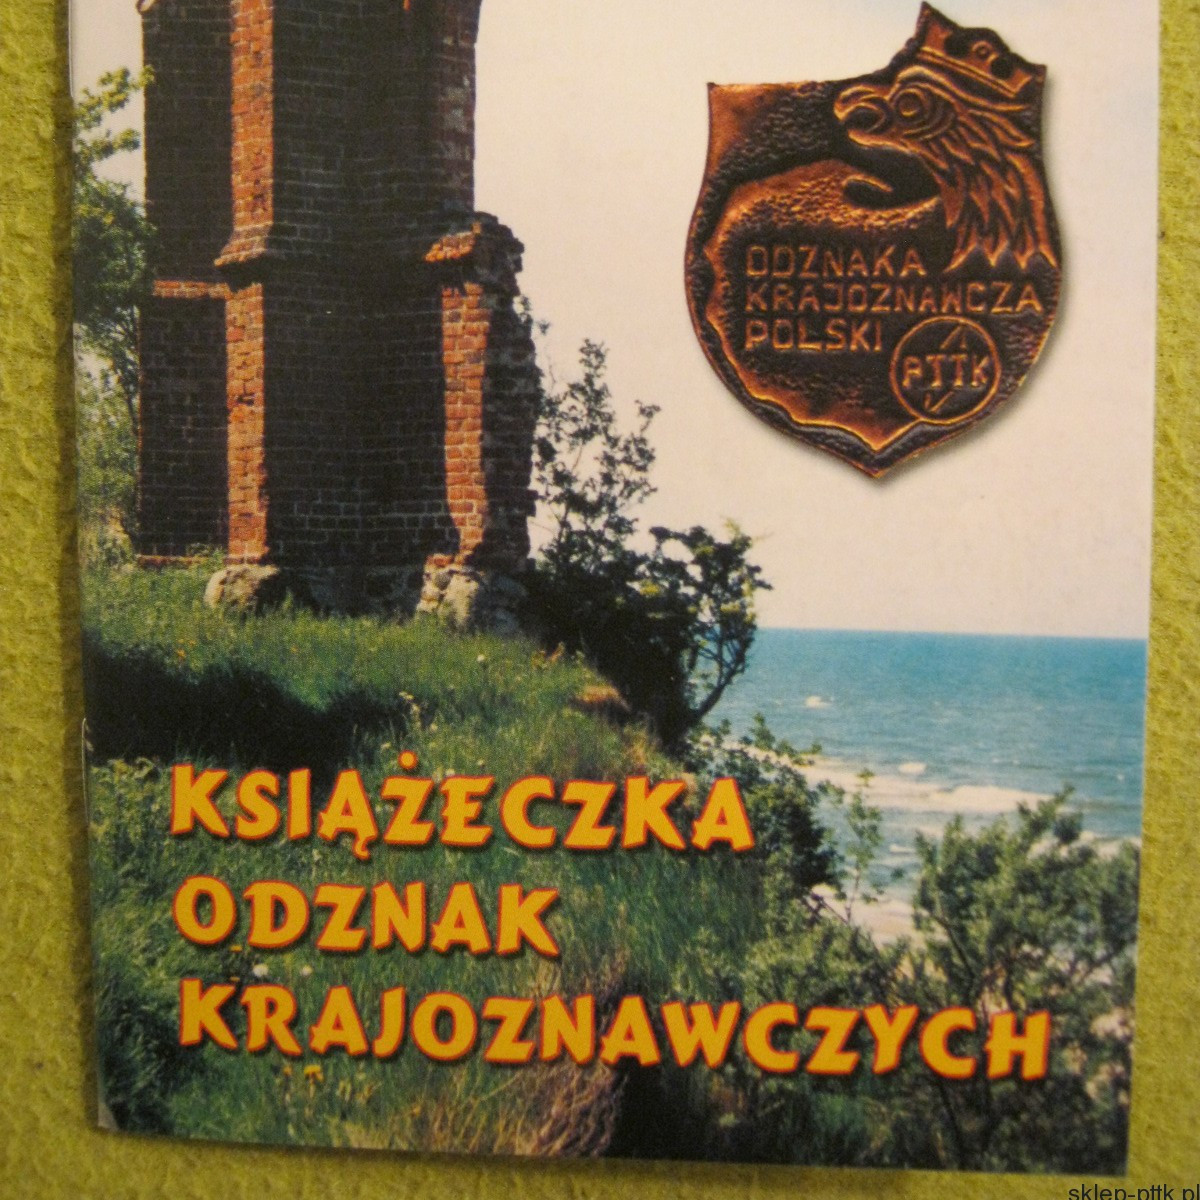 ODZNAKA
KRAJOZNAWCZA
POLSKI
PTTK
KSIĄŻECZKA
ODZNAK
KRAJOZNAWCZYCH
sklep-pttk.pl